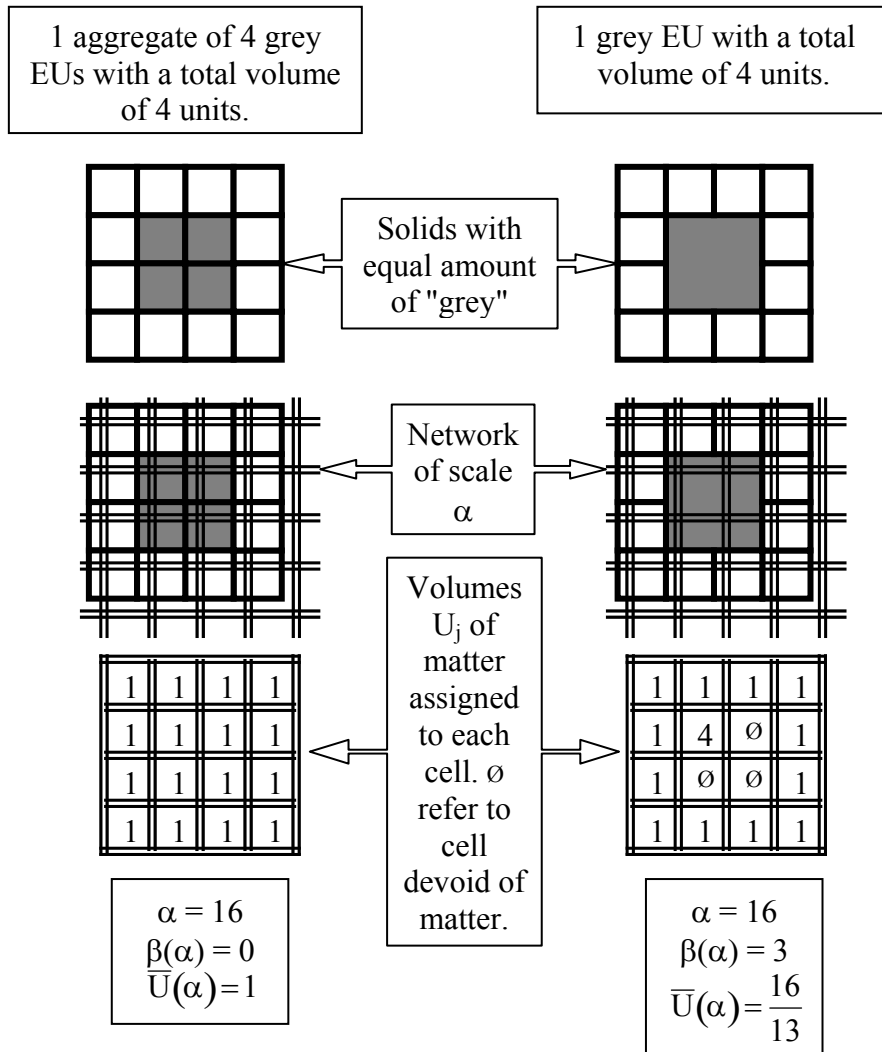 1 aggregate of 4 grey
EUs with a total volume
of 4 units.
1 grey EU with a total
volume of 4 units.
Solids with
equal amount
of "grey"
Network
of scale
α
Volumes
U_j of
matter
assigned
to each
cell. ø
refer to
cell
devoid of
matter.
1 1 1 1
1 1 1 1
1 1 1 1
1 1 1 1
1 1 1 1
1 4 ø 1
1 ø ø 1
1 1 1 1
α = 16
β(α) = 0
U̅(α) = 1
α = 16
β(α) = 3
U̅(α) = 16/13